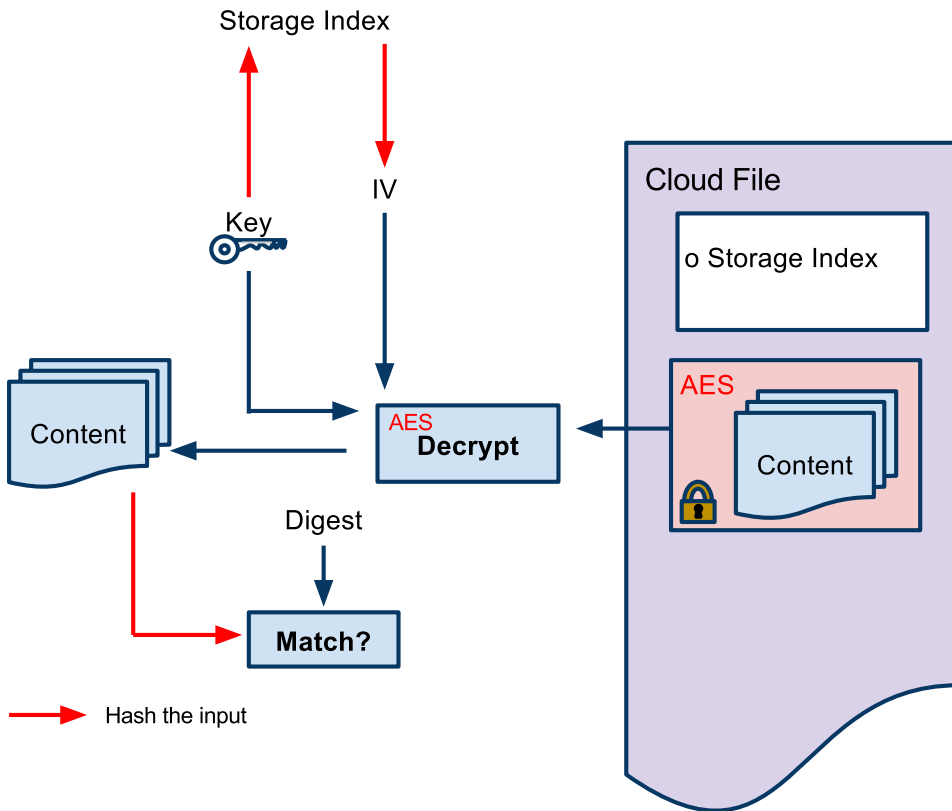 Storage Index
IV
Key
Cloud File
o Storage Index
AES
Content
AES
Decrypt
Content
Digest
Match?
Hash the input